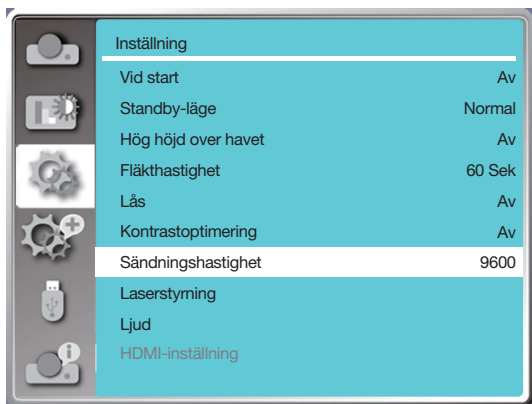 Inställning
Vid start Av
Standby-läge Normal
Hög höjd over havet Av
Fläkthastighet 60 Sek
Lås Av
Kontrastoptimering Av
Sändningshastighet 9600
Laserstyrning
Ljud
HDMI-inställning